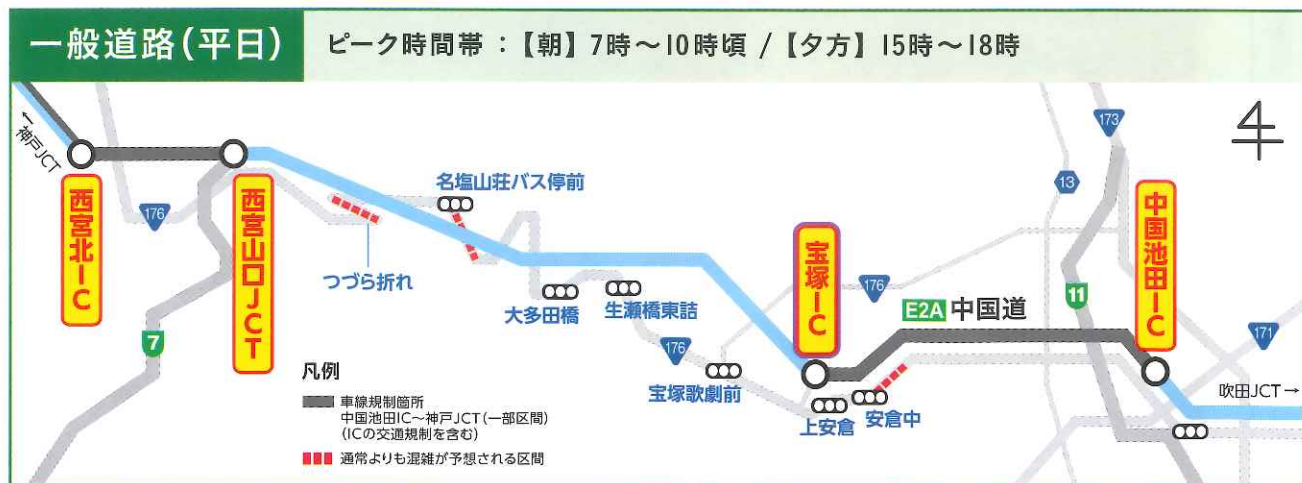 一般道路(平日)
ピーク時間帯:【朝】7時～10時頃 /【夕方】15時～18時
←神戸JCT
西宮北IC
176
西宮山口JCT
7
つづら折れ
名塩山荘バス停前
大多田橋
生瀬橋東詰
176
宝塚歌劇前
宝塚IC
176
E2A 中国道
上安倉
安倉中
13
173
11
中国池田IC
171
吹田JCT→
凡例
車線規制箇所
中国池田IC～神戸JCT(一部区間)
(ICの交通規制を含む)
通常よりも混雑が予想される区間